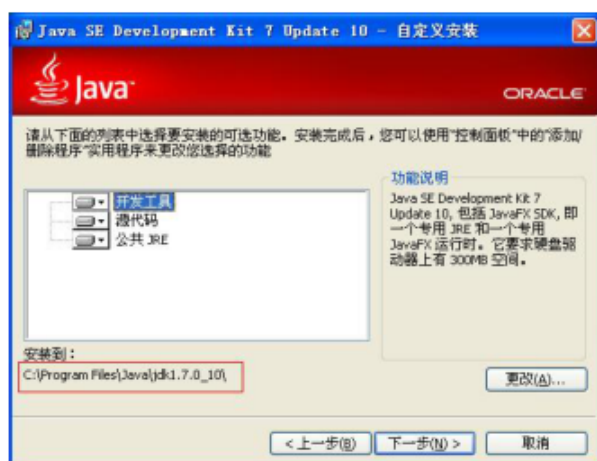 Java SE Development Kit 7 Update 10 - 自定义安装
Java
ORACLE
请从下面的列表中选择要安装的可选功能。安装完成后，您可以使用“控制面板”中的“添加/
删除程序”实用程序来更改您选择的功能
功能说明
开发工具
源代码
公共 JRE
Java SE Development Kit 7
Update 10, 包括 JavaFX SDK, 即
一个专用 JRE 和一个专用
JavaFX 运行时。它要求硬盘驱
动器上有 300MB 空间。
安装到：
C:\Program Files\Java\jdk1.7.0_10\
更改(A)...
<上一步(B)
下一步(N) >
取消